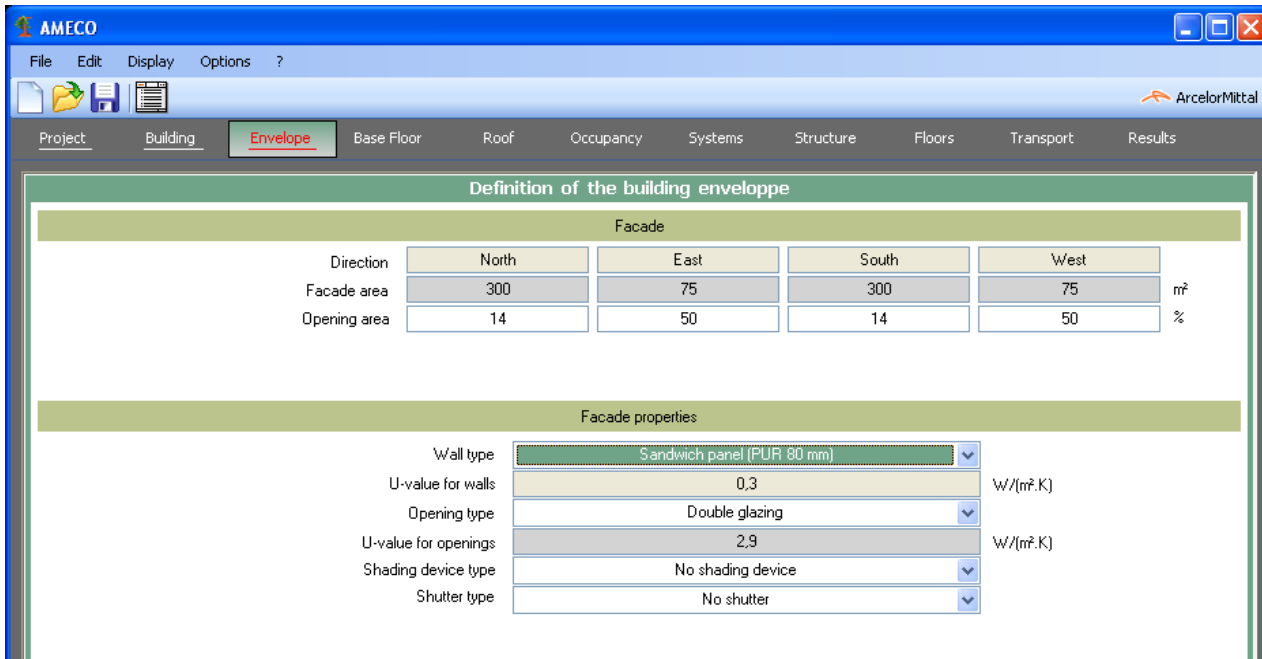 AMECO
File Edit Display Options ?
ArcelorMittal
Project Building Envelope Base Floor Roof Occupancy Systems Structure Floors Transport Results
Definition of the building enveloppe
Facade
Direction North East South West
Facade area 300 75 300 75 m²
Opening area 14 50 14 50 %
Facade properties
Wall type Sandwich panel (PUR 80 mm)
U-value for walls 0,3 W/(m².K)
Opening type Double glazing
U-value for openings 2,9 W/(m².K)
Shading device type No shading device
Shutter type No shutter